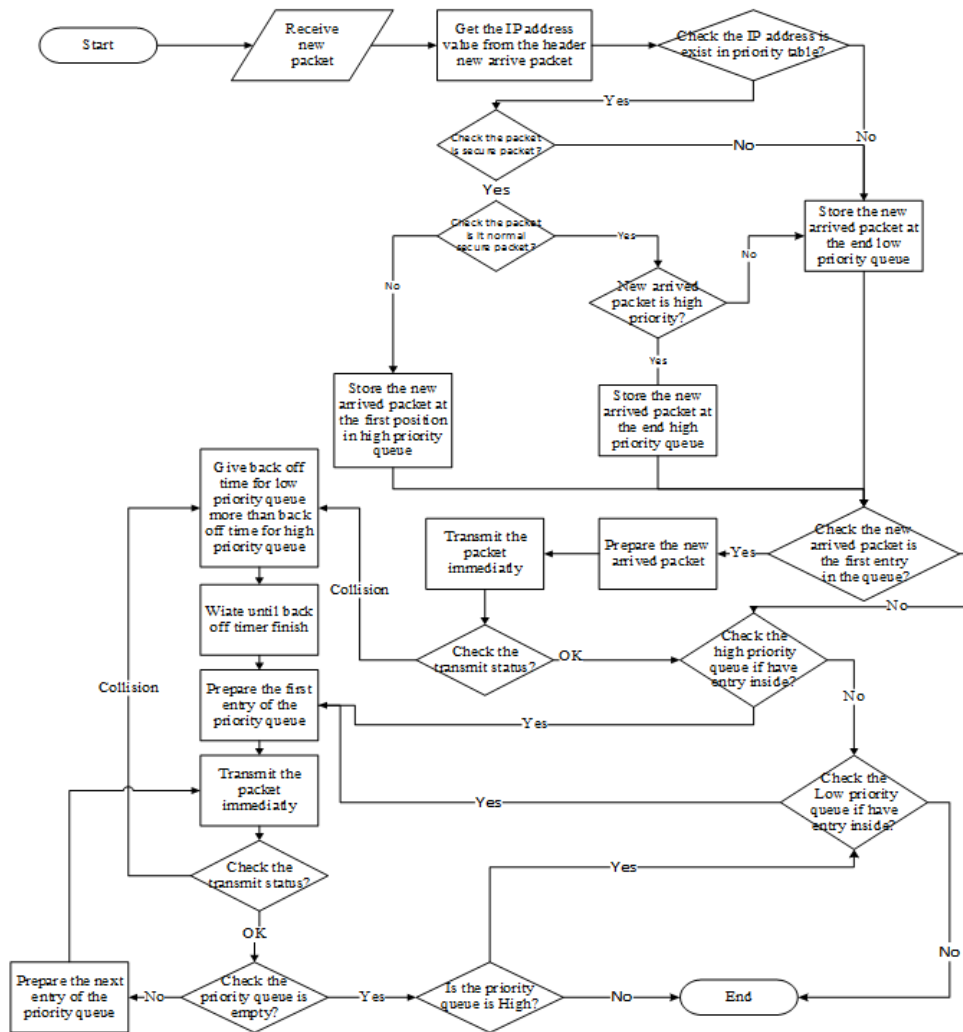 Start
Receive
new
packet
Get the IP address
value from the header
new arrive packet
Check the IP address is
exist in priority table?
Yes
No
Check the packet
is secure packet?
No
Yes
Check the packet
is it normal
secure packet?
Yes
No
New arrived
packet is high
priority?
No
Yes
Store the new
arrived packet at
the end low
priority queue
Store the new
arrived packet at
the first position
in high priority
queue
Store the new
arrived packet at
the end high
priority queue
Give back off
time for low
priority queue
more than back
off time for high
priority queue
Transmit the
packet
immediatly
Prepare the new
arrived packet
Yes
Check the new
arrived packet is
the first entry
in the queue?
No
Collision
Wiate until back
off timer finish
Check the
transmit status?
OK
Check the
high priority
queue if have
entry inside?
No
Collision
Prepare the first
entry of the
priority queue
Yes
Transmit the
packet
immediatly
Yes
Check the
Low priority
queue if have
entry inside?
Check the
transmit status?
Yes
OK
No
Prepare the next
entry of the
priority queue
No
Check the
priority queue is
empty?
Yes
Is the priority
queue is High?
No
End